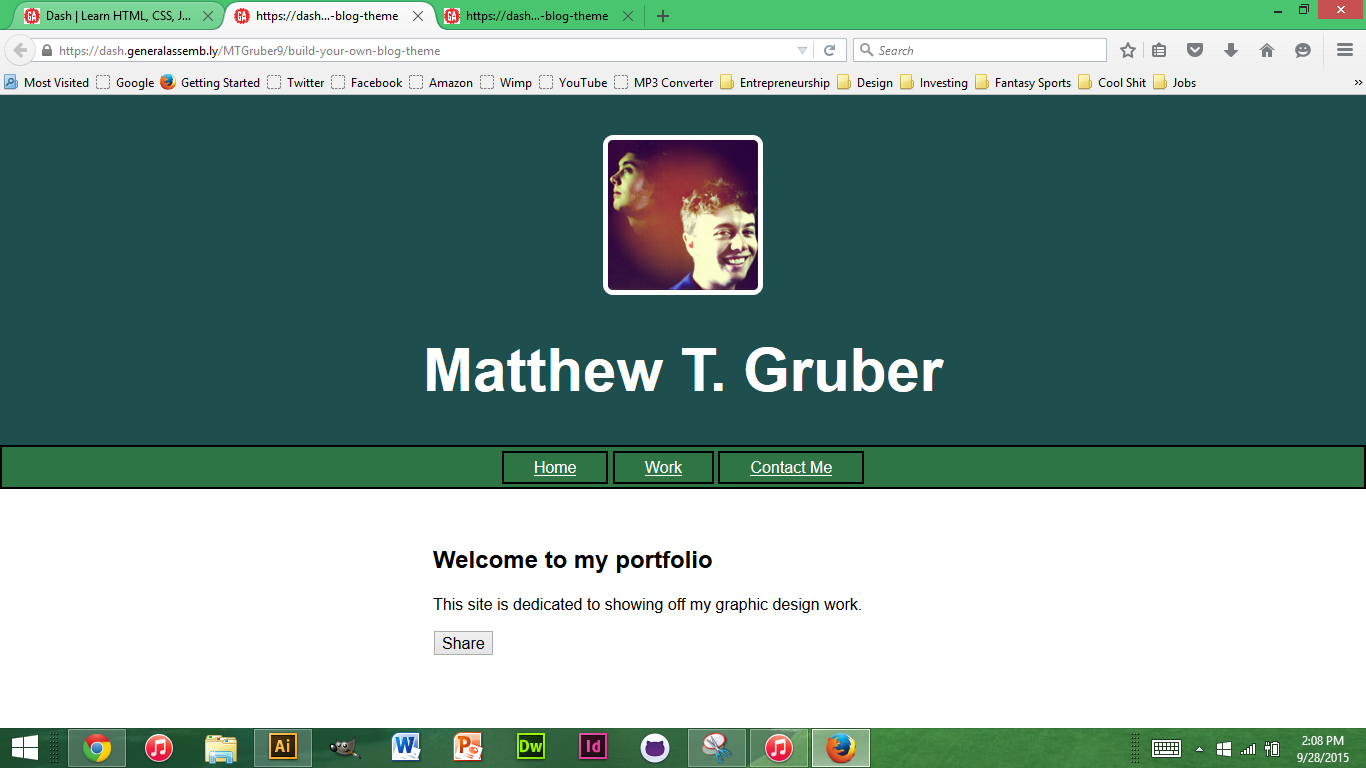 Dash | Learn HTML, CSS, J...
https://dash...-blog-theme
https://dash...-blog-theme
https://dash.generalassemb.ly/MTGruber9/build-your-own-blog-theme
Search
Most Visited Google Getting Started Twitter Facebook Amazon Wimp YouTube MP3 Converter Entrepreneurship Design Investing Fantasy Sports Cool Shit Jobs »
Matthew T. Gruber
Home Work Contact Me
Welcome to my portfolio
This site is dedicated to showing off my graphic design work.
Share
Ai W P Dw Id
2:08 PM
9/28/2015